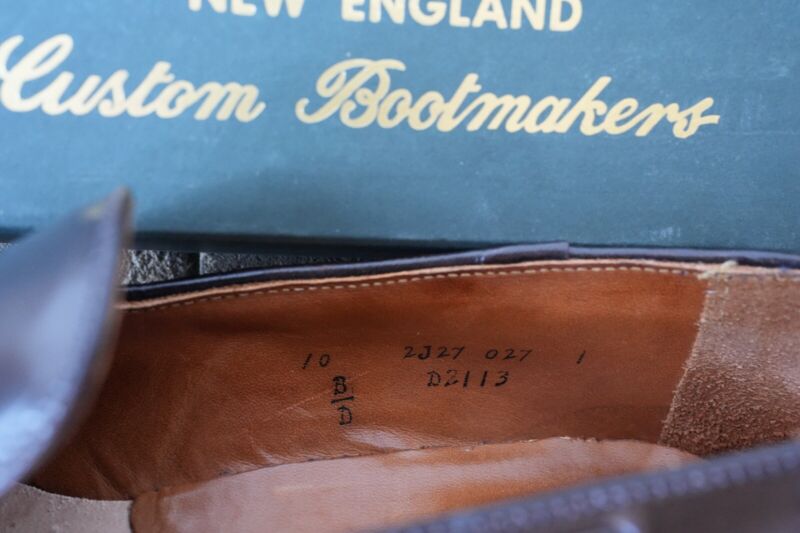 NEW ENGLAND
Custom Bootmakers
10 2J27 027 1
B/D D2113